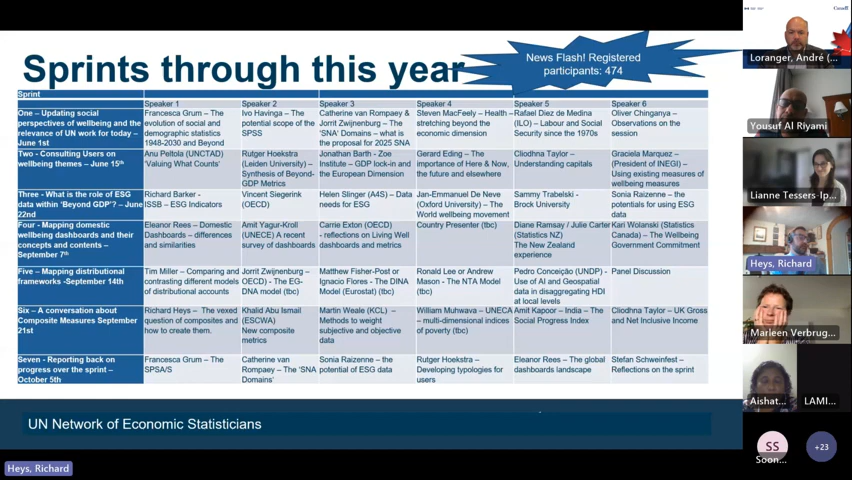 Canada
Sprints through this year
News Flash! Registered
participants: 474
Sprint
Speaker 1 Speaker 2 Speaker 3 Speaker 4 Speaker 5 Speaker 6
One – Updating social
perspectives of wellbeing and the
relevance of UN work for today –
June 1st
Francesca Grum – The
evolution of social and
demographic statistics
1948-2030 and Beyond
Ivo Havinga – The
potential scope of the
SPSS
Catherine van Rompaey &
Jorrit Zwijnenburg – The
'SNA' Domains – what is
the proposal for 2025 SNA
Steven MacFeely – Health –
stretching beyond the
economic dimension
Rafael Diez de Medina
(ILO) – Labour and Social
Security since the 1970s
Oliver Chinganya –
Observations on the
session
Two - Consulting Users on
wellbeing themes – June 15th
Anu Peltola (UNCTAD)
'Valuing What Counts'
Rutger Hoekstra
(Leiden University) –
Synthesis of Beyond-
GDP Metrics
Jonathan Barth - Zoe
Institute – GDP lock-in and
the European Dimension
Gerard Eding – The
importance of Here & Now,
the future and elsewhere
Cliodhna Taylor –
Understanding capitals
Graciela Marquez –
(President of INEGI) –
Using existing measures of
wellbeing measures
Three - What is the role of ESG
data within 'Beyond GDP'? – June
22nd
Richard Barker -
ISSB – ESG Indicators
Vincent Siegerink
(OECD)
Helen Slinger (A4S) – Data
needs for ESG
Jan-Emmanuel De Neve
(Oxford University) – The
World wellbeing movement
Sammy Trabelski -
Brock University
Sonia Raizenne – the
potentials for using ESG
data
Four - Mapping domestic
wellbeing dashboards and their
concepts and contents –
September 7th
Eleanor Rees – Domestic
Dashboards – differences
and similarities
Amit Yagur-Kroll
(UNECE) A recent
survey of dashboards
Carrie Exton (OECD)
- reflections on Living Well
dashboards and metrics
Country Presenter (tbc)
Diane Ramsay / Julie Carter
(Statistics NZ)
The New Zealand
experience
Kari Wolanski (Statistics
Canada) – The Wellbeing
Government Commitment
Five – Mapping distributional
frameworks -September 14th
Tim Miller – Comparing and
contrasting different models
of distributional accounts
Jorrit Zwijnenburg –
OECD - The EG-
DNA model (tbc)
Matthew Fisher-Post or
Ignacio Flores - The DINA
Model (Eurostat) (tbc)
Ronald Lee or Andrew
Mason - The NTA Model
(tbc)
Pedro Conceição (UNDP) -
Use of AI and Geospatial
data in disaggregating HDI
at local levels
Panel Discussion
Six – A conversation about
Composite Measures September
21st
Richard Heys – The vexed
question of composites and
how to create them.
Khalid Abu Ismail
(ESCWA)
New composite
metrics
Martin Weale (KCL) –
Methods to weight
subjective and objective
data
William Muhwava – UNECA
– multi-dimensional indices
of poverty (tbc)
Amit Kapoor – India – The
Social Progress Index
Cliodhna Taylor – UK Gross
and Net Inclusive Income
Seven - Reporting back on
progress over the sprint –
October 5th
Francesca Grum – The
SPSA/S
Catherine van
Rompaey – The 'SNA
Domains'
Sonia Raizenne – the
potential of ESG data
Rutger Hoekstra –
Developing typologies for
users
Eleanor Rees – The global
dashboards landscape
Stefan Schweinfest –
Reflections on the sprint
UN Network of Economic Statisticians
Heys, Richard
Loranger, André (...
Yousuf Al Riyami
Lianne Tessers-Ip...
Heys, Richard
Marleen Verbrug...
Aishat... LAMI...
SS
Soon...
+23